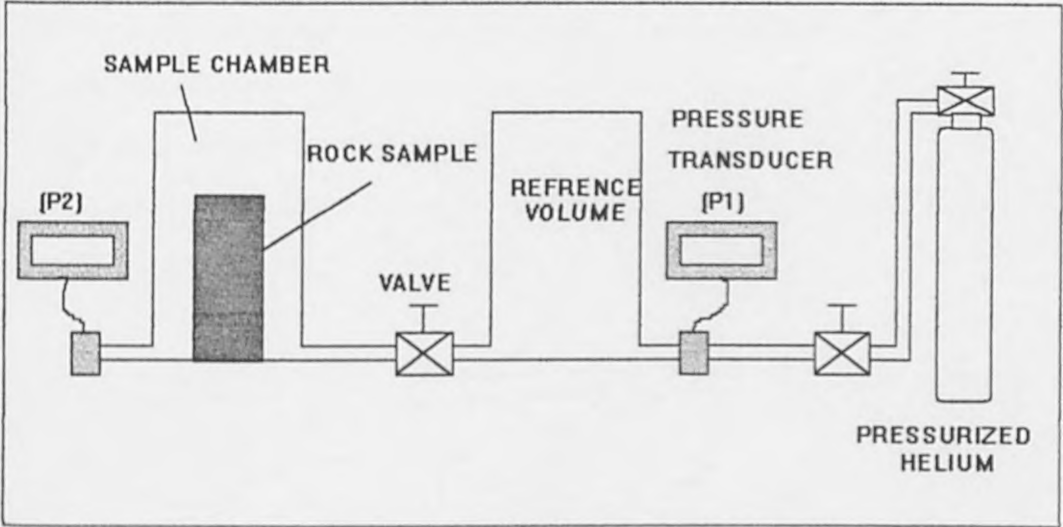 SAMPLE CHAMBER
ROCK SAMPLE
PRESSURE
TRANSDUCER
REFRENCE
VOLUME
(P2)
(P1)
VALVE
PRESSURIZED
HELIUM